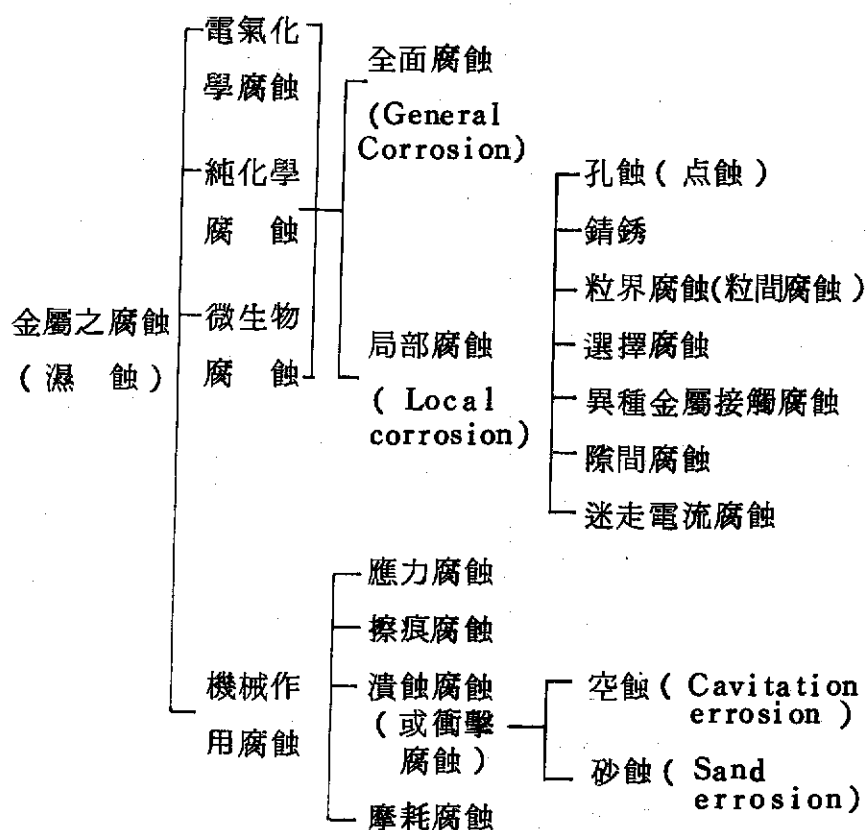 金屬之腐蝕
（濕　蝕）
電氣化
學腐蝕
純化學
腐　蝕
微生物
腐　蝕
機械作
用腐蝕
全面腐蝕
(General
Corrosion)
局部腐蝕
( Local
corrosion)
孔蝕（点蝕）
錆銹
粒界腐蝕(粒間腐蝕）
選擇腐蝕
異種金屬接觸腐蝕
隙間腐蝕
迷走電流腐蝕
應力腐蝕
擦痕腐蝕
潰蝕腐蝕
（或衝擊
腐蝕）
摩耗腐蝕
空蝕( Cavitation
errosion )
砂蝕( Sand
errosion)